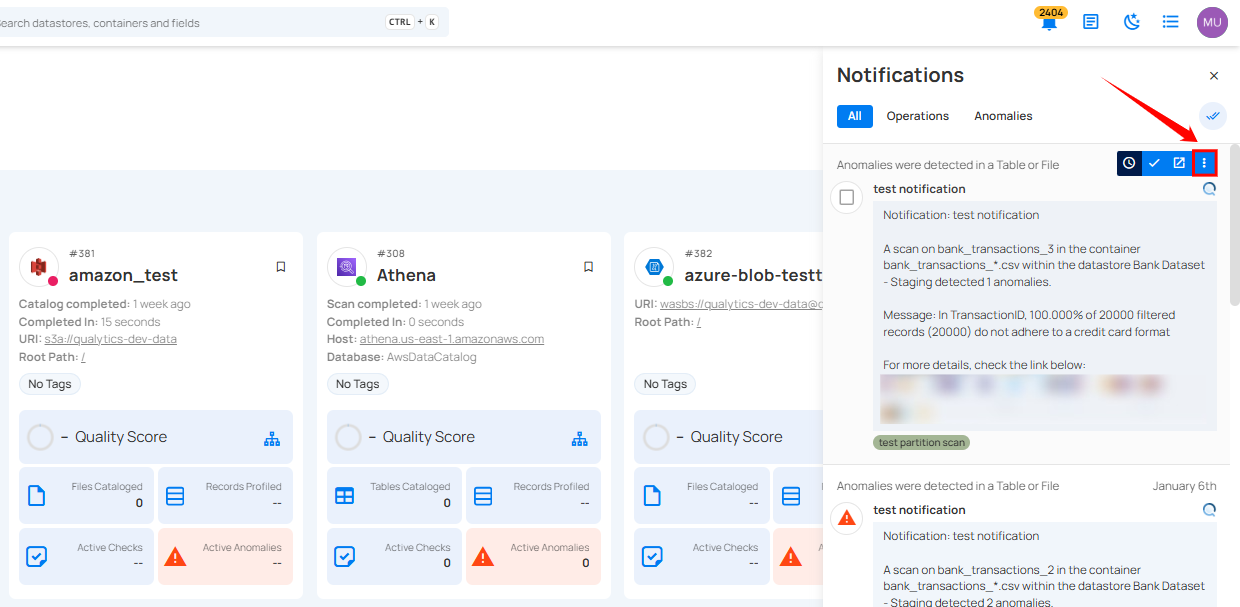 Search datastores, containers and fields
CTRL + K
2404
MU
Notifications
All
Operations
Anomalies
Anomalies were detected in a Table or File
test notification
Notification: test notification
A scan on bank_transactions_3 in the container
bank_transactions_*.csv within the datastore Bank Dataset
- Staging detected 1 anomalies.
Message: In TransactionID, 100.000% of 20000 filtered
records (20000) do not adhere to a credit card format
For more details, check the link below:
test partition scan
Anomalies were detected in a Table or File
January 6th
test notification
Notification: test notification
A scan on bank_transactions_2 in the container
bank_transactions_*.csv within the datastore Bank Dataset
- Staging detected 2 anomalies.
#381
amazon_test
Catalog completed: 1 week ago
Completed In: 15 seconds
URI: s3a://qualytics-dev-data
Root Path: /
No Tags
– Quality Score
Files Cataloged
0
Records Profiled
--
Active Checks
--
Active Anomalies
--
#308
Athena
Scan completed: 1 week ago
Completed In: 0 seconds
Host: athena.us-east-1.amazonaws.com
Database: AwsDataCatalog
No Tags
– Quality Score
Tables Cataloged
0
Records Profiled
--
Active Checks
0
Active Anomalies
0
#382
azure-blob-testt
URI: wasbs://qualytics-dev-data@
Root Path: /
No Tags
– Quality Score
Files Cataloged
--
Active Checks
--